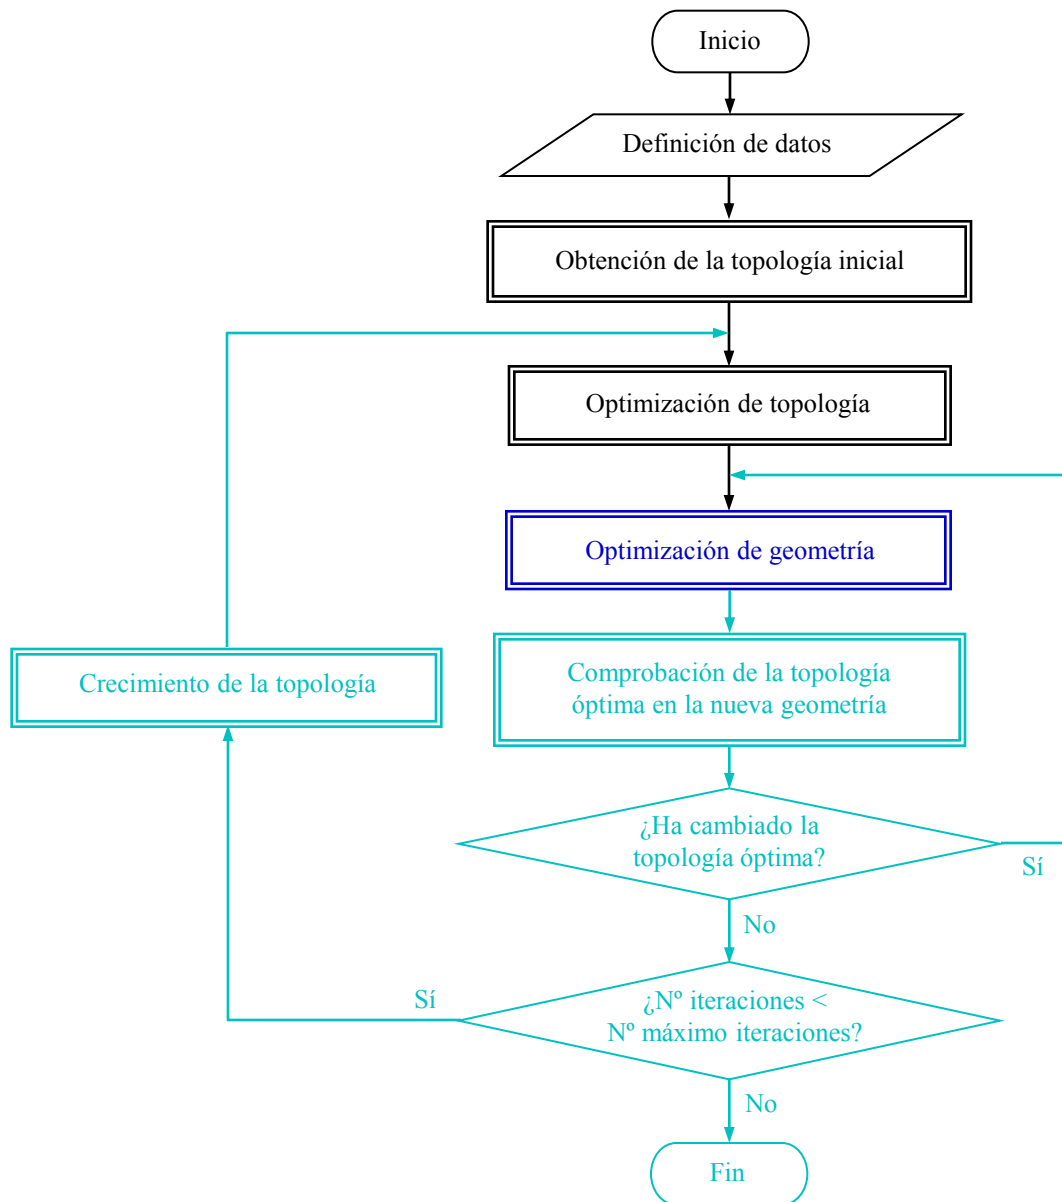 Inicio
Definición de datos
Obtención de la topología inicial
Optimización de topología
Optimización de geometría
Comprobación de la topología
óptima en la nueva geometría
Crecimiento de la topología
¿Ha cambiado la
topología óptima?
Sí
No
Sí
¿Nº iteraciones <
Nº máximo iteraciones?
No
Fin